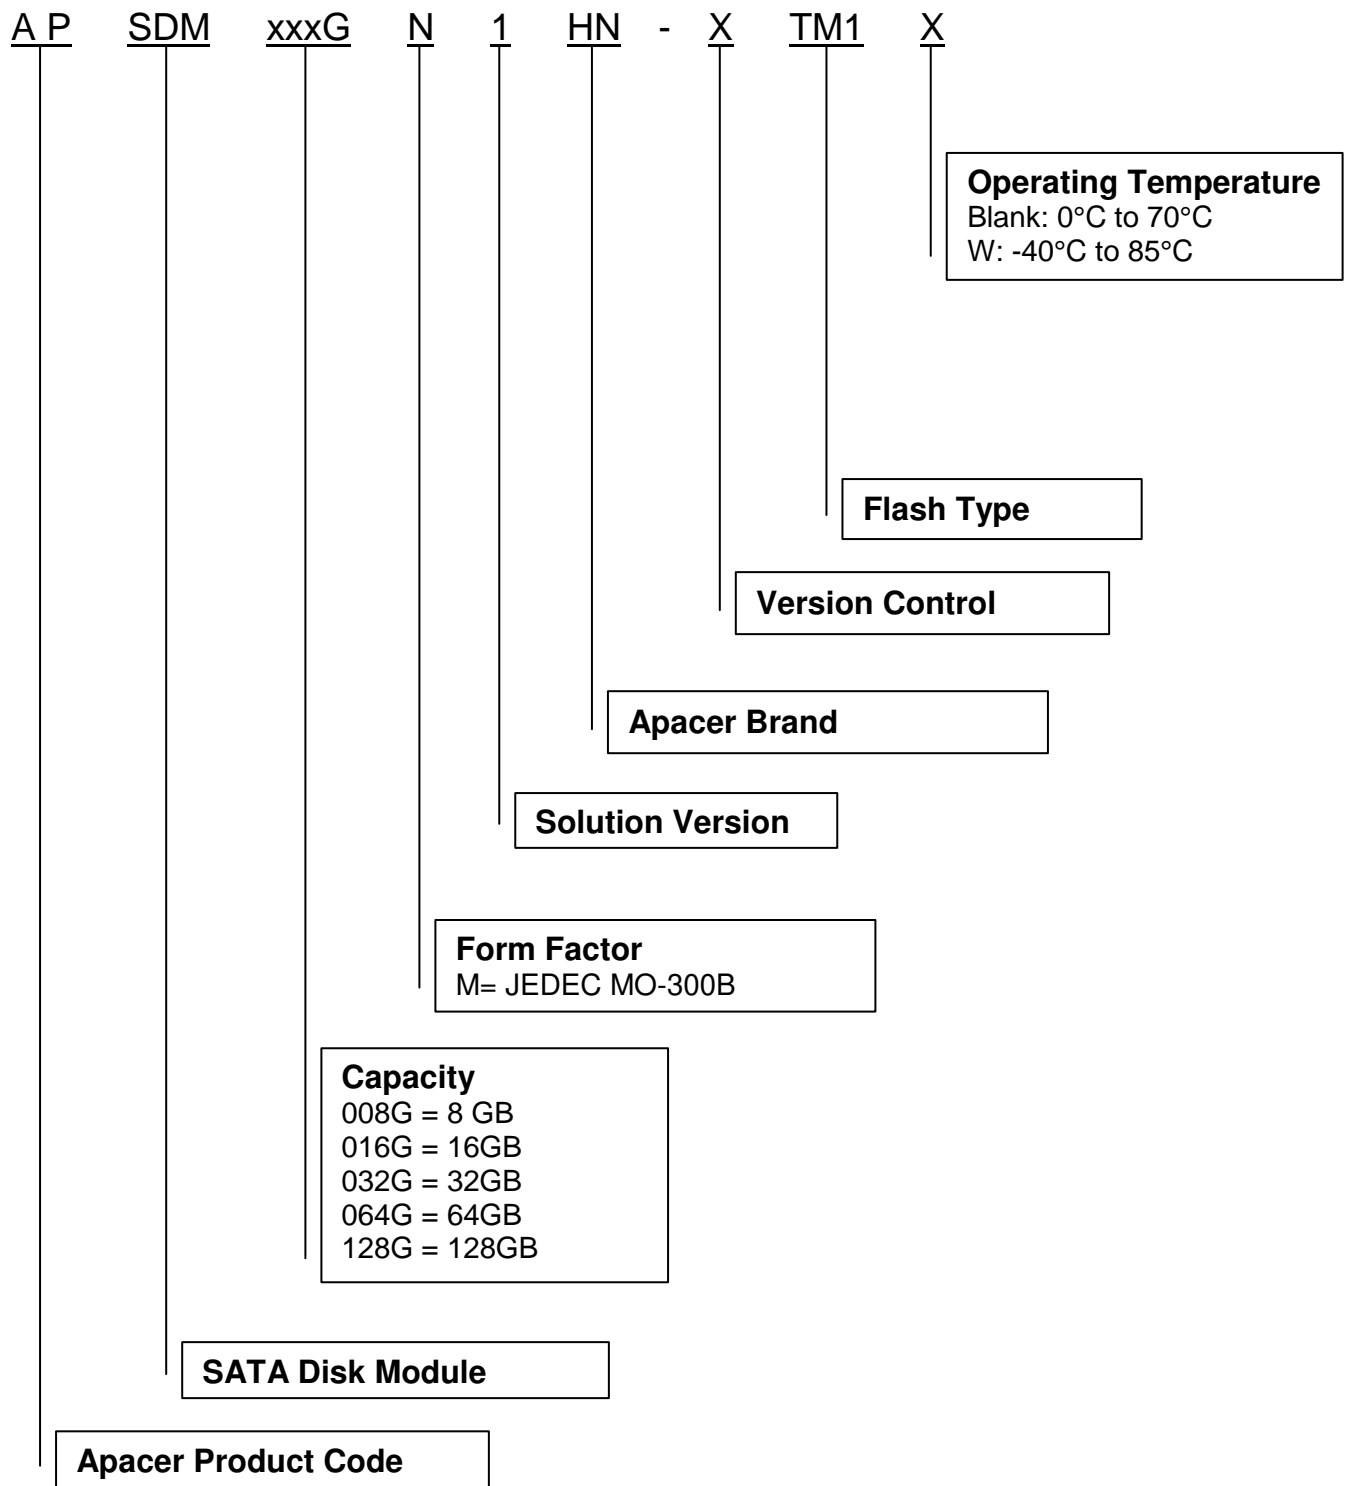 A P SDM xxxG N 1 HN - X TM1 X
Operating Temperature
Blank: 0°C to 70°C
W: -40°C to 85°C
Flash Type
Version Control
Apacer Brand
Solution Version
Form Factor
M= JEDEC MO-300B
Capacity
008G = 8 GB
016G = 16GB
032G = 32GB
064G = 64GB
128G = 128GB
SATA Disk Module
Apacer Product Code